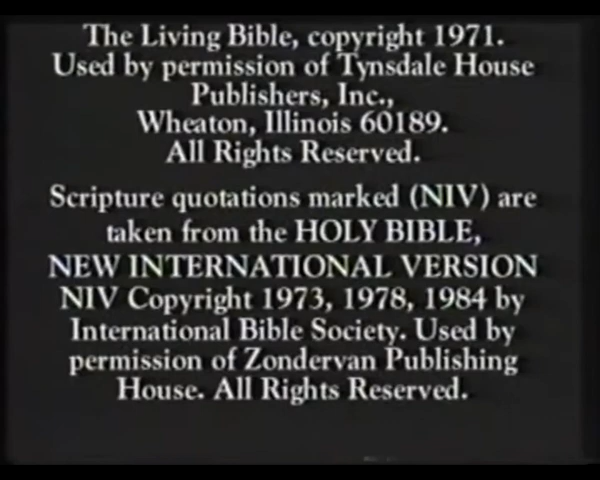 The Living Bible, copyright 1971.
Used by permission of Tynsdale House
Publishers, Inc.,
Wheaton, Illinois 60189.
All Rights Reserved.
Scripture quotations marked (NIV) are
taken from the HOLY BIBLE,
NEW INTERNATIONAL VERSION
NIV Copyright 1973, 1978, 1984 by
International Bible Society. Used by
permission of Zondervan Publishing
House. All Rights Reserved.